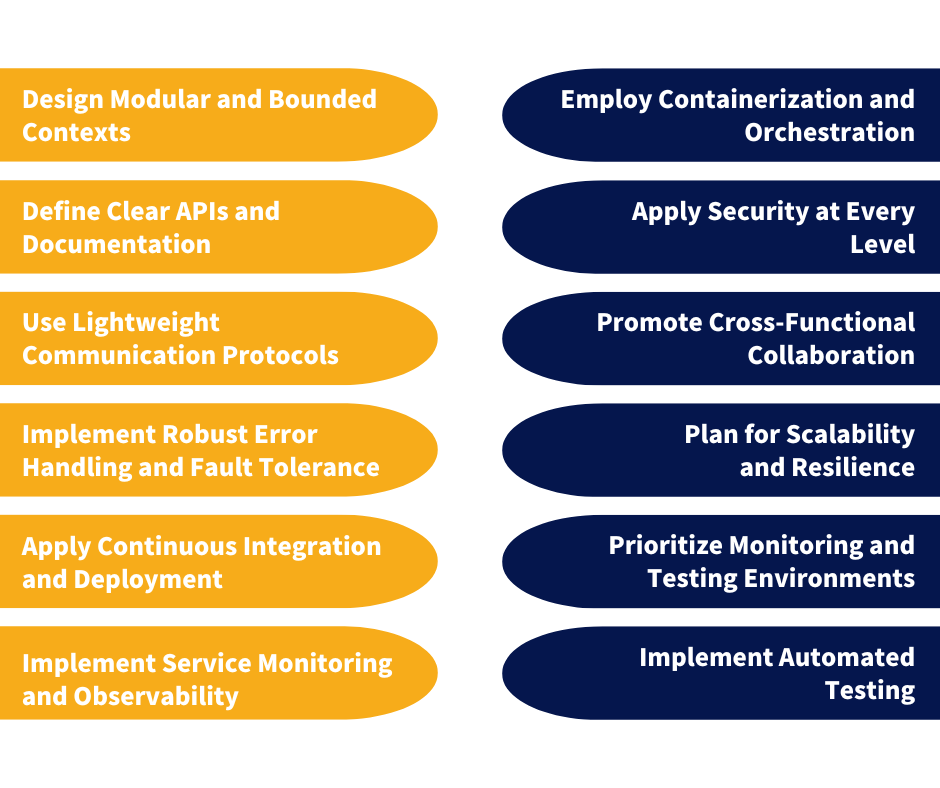 Design Modular and Bounded
Contexts
Define Clear APIs and
Documentation
Use Lightweight
Communication Protocols
Implement Robust Error
Handling and Fault Tolerance
Apply Continuous Integration
and Deployment
Implement Service Monitoring
and Observability
Employ Containerization and
Orchestration
Apply Security at Every
Level
Promote Cross-Functional
Collaboration
Plan for Scalability
and Resilience
Prioritize Monitoring and
Testing Environments
Implement Automated
Testing